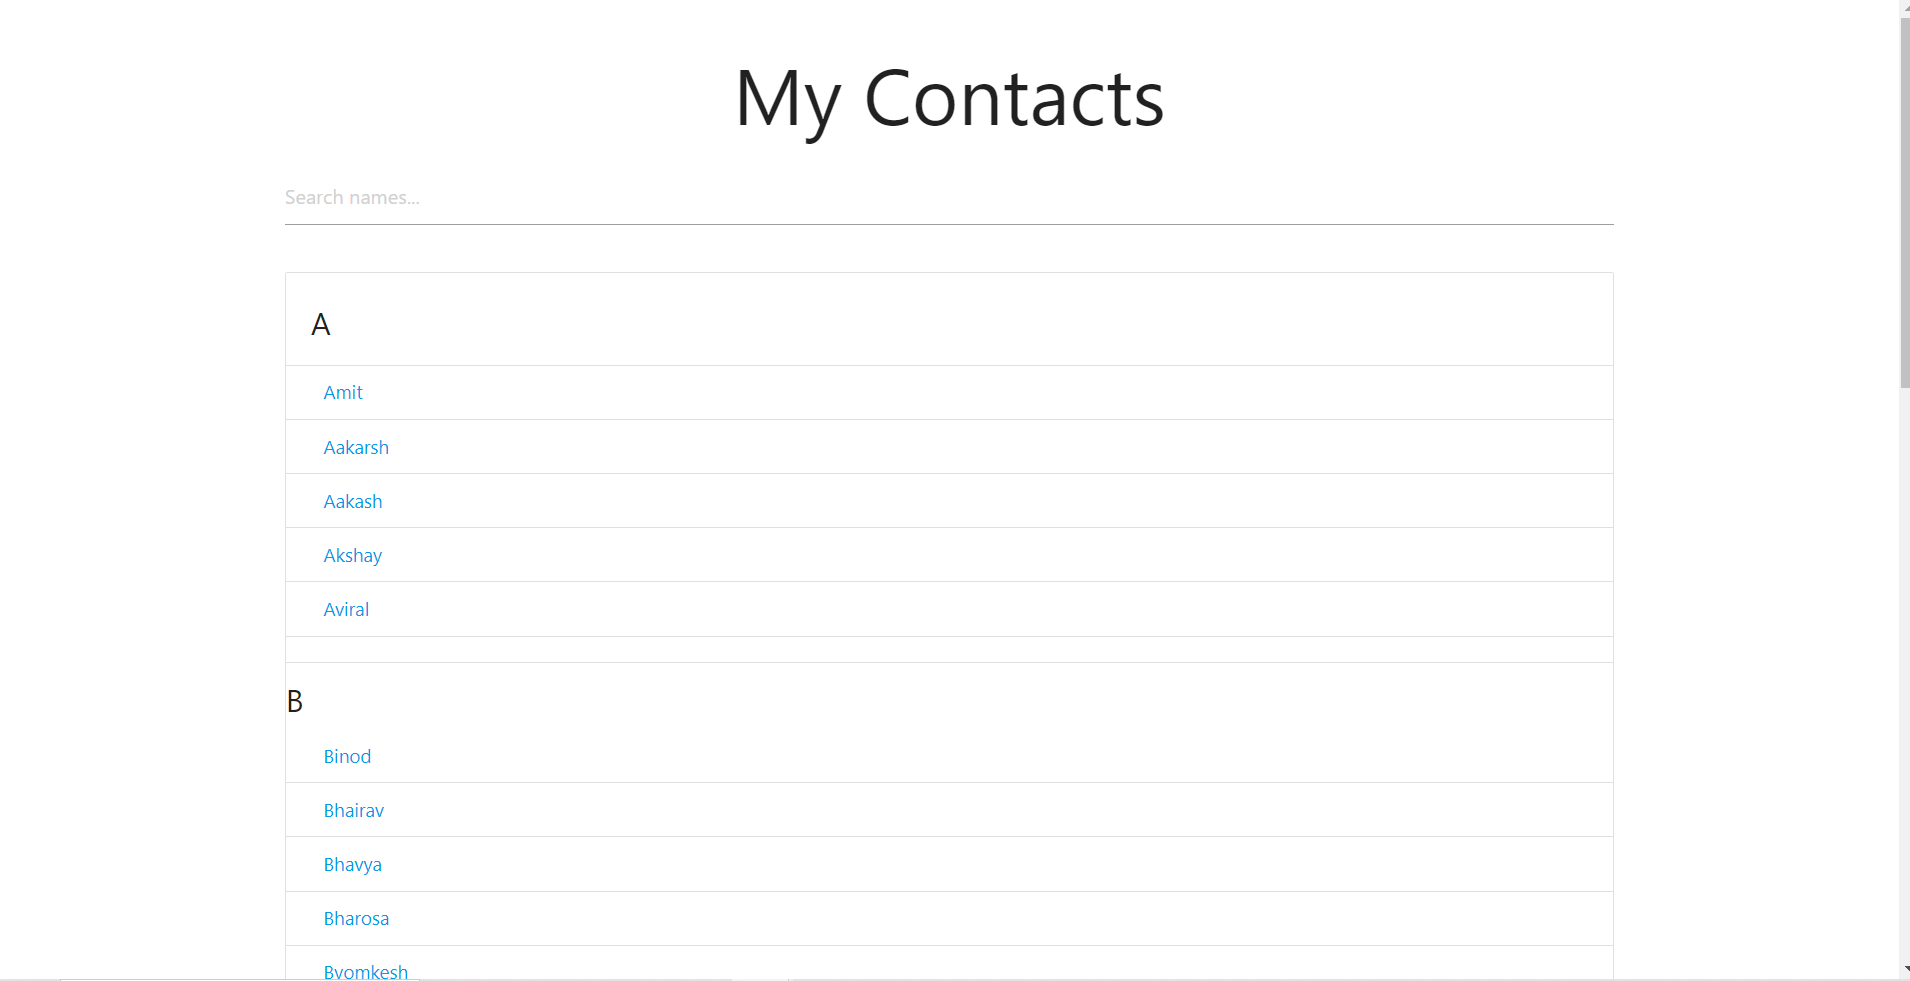 My Contacts
Search names...
A
Amit
Aakarsh
Aakash
Akshay
Aviral
B
Binod
Bhairav
Bhavya
Bharosa
Byomkesh